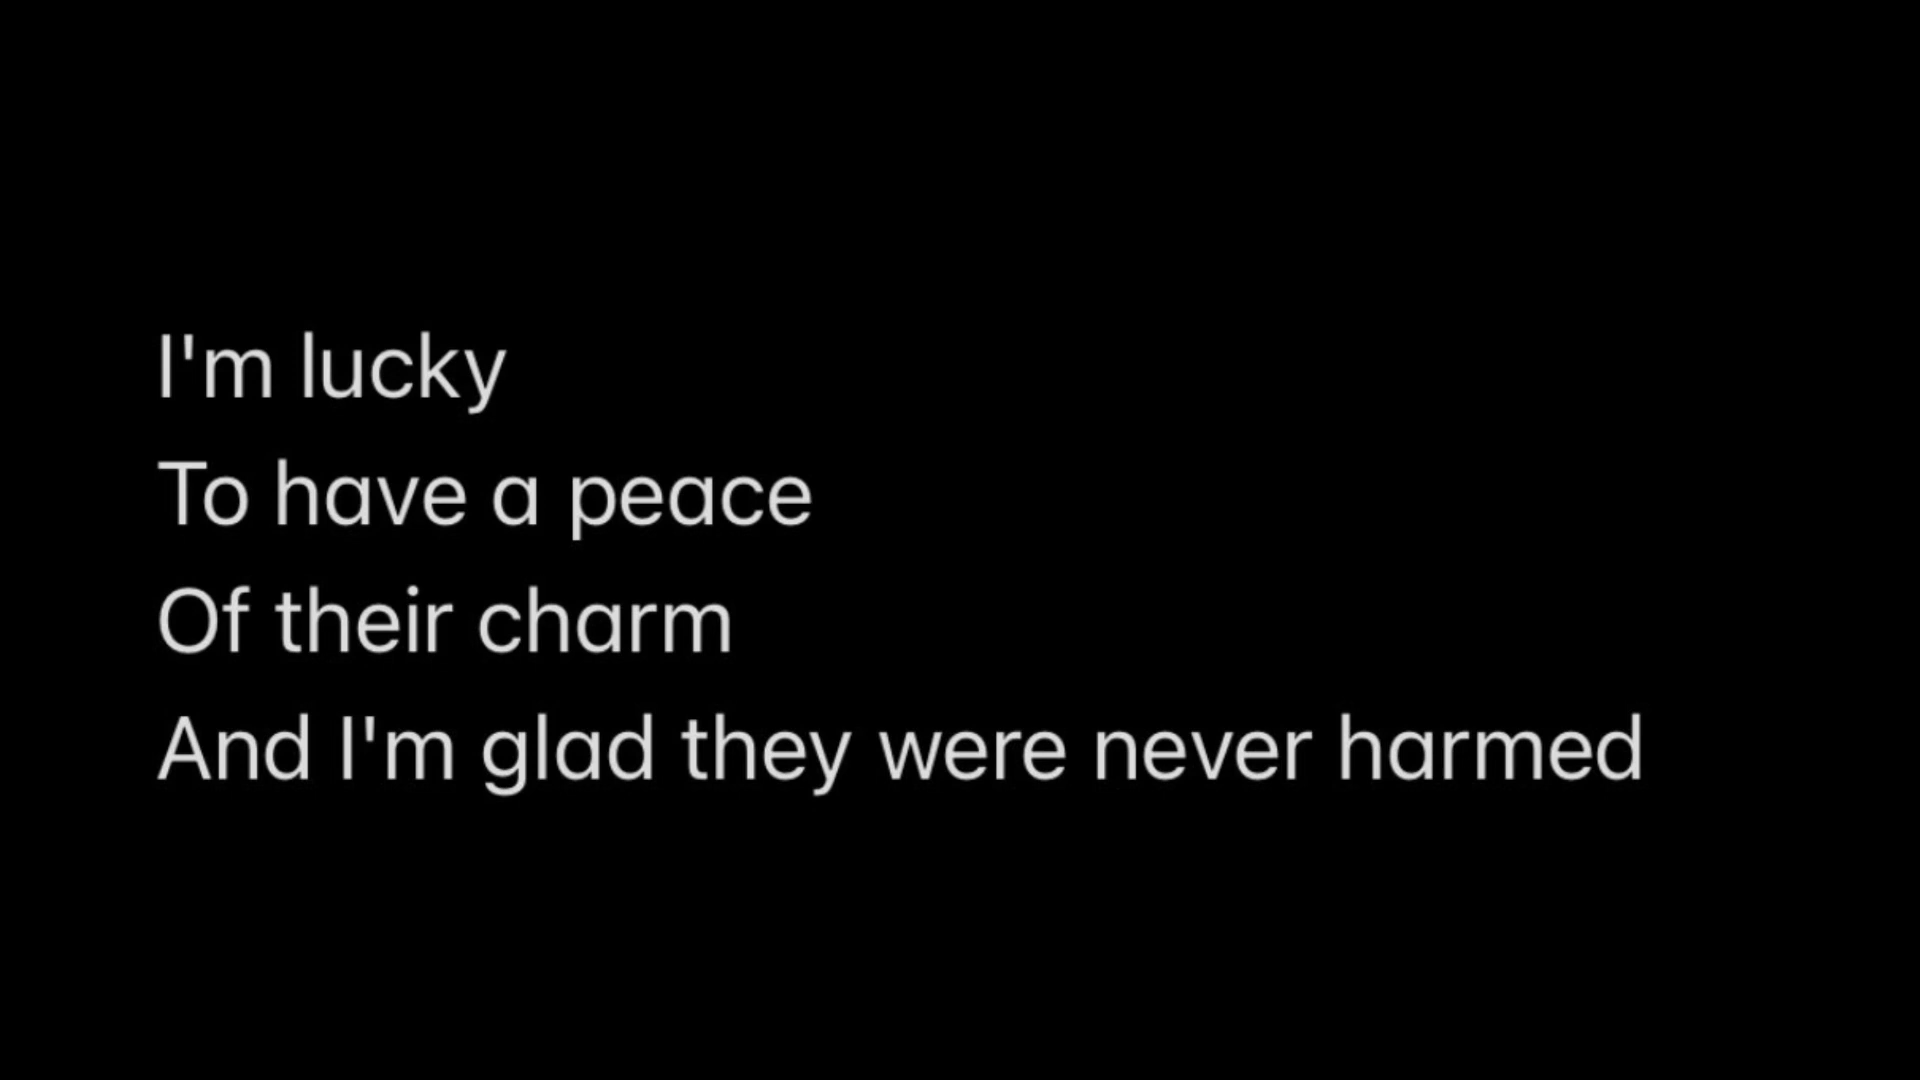 I'm lucky
To have a peace
Of their charm
And I'm glad they were never harmed